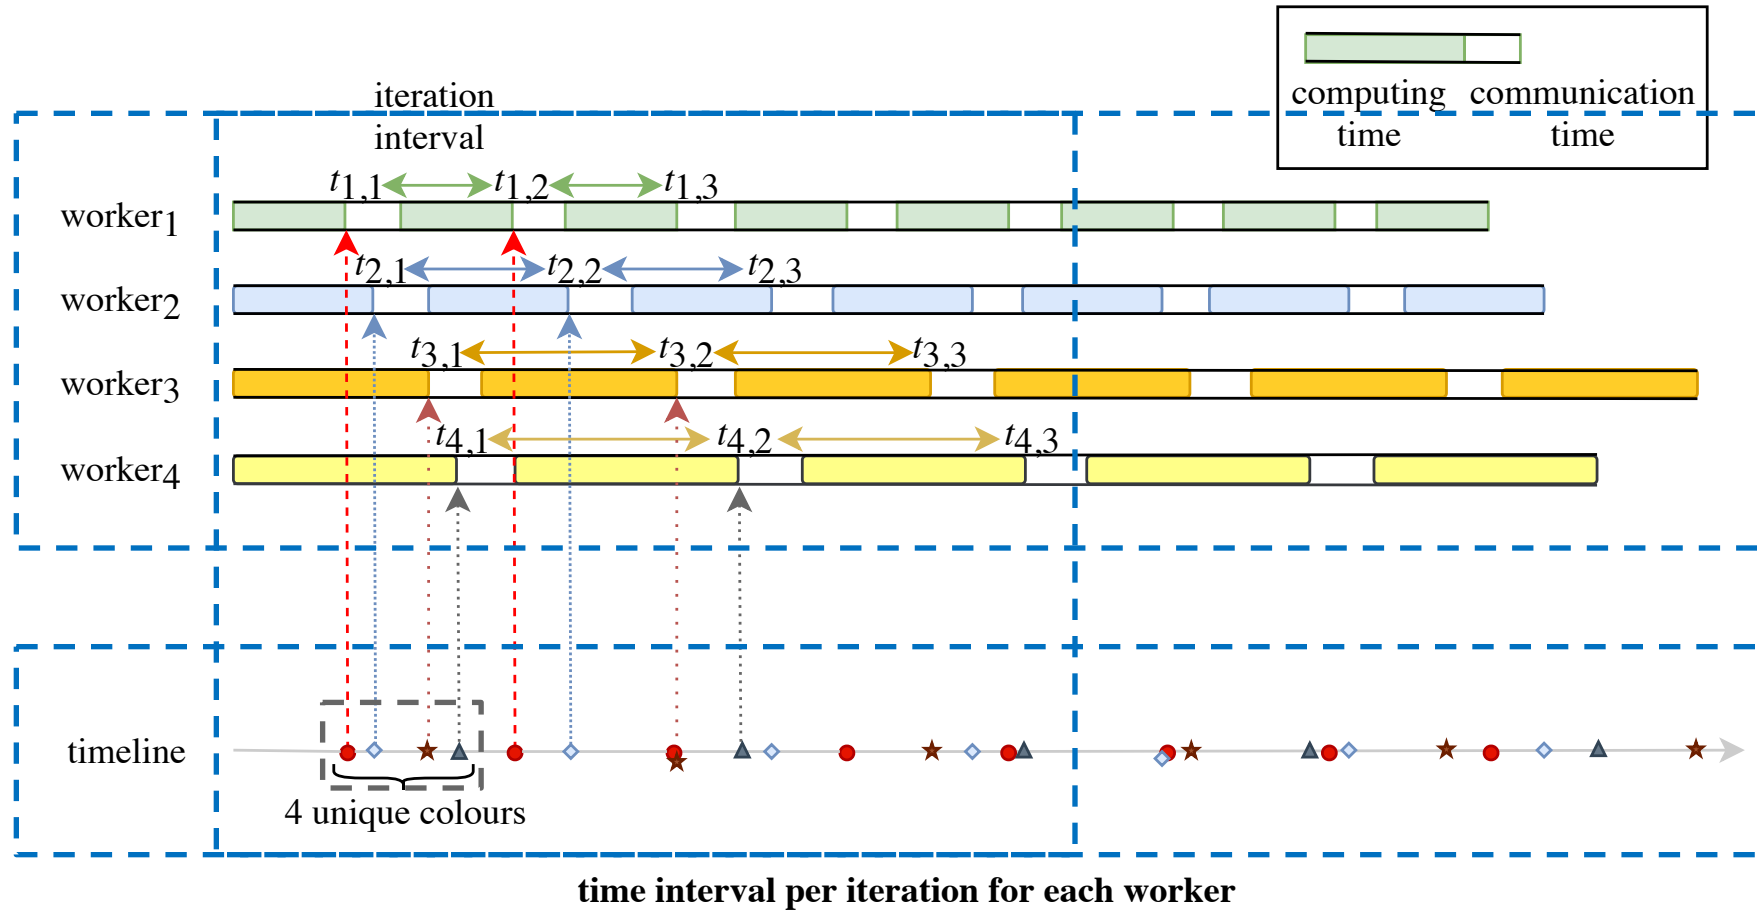 iteration
interval
computing communication
time time
t1,1 t1,2 t1,3
worker1
t2,1 t2,2 t2,3
worker2
t3,1 t3,2 t3,3
worker3
t4,1 t4,2 t4,3
worker4
timeline
4 unique colours
time interval per iteration for each worker